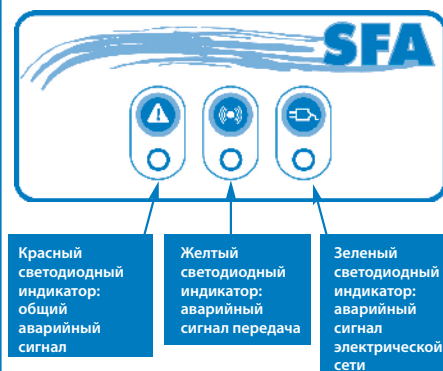 SFA
Красный
светодиодный
индикатор:
общий
аварийный
сигнал
Желтый
светодиодный
индикатор:
аварийный
сигнал передача
Зеленый
светодиодный
индикатор:
аварийный
сигнал
электрической
сети